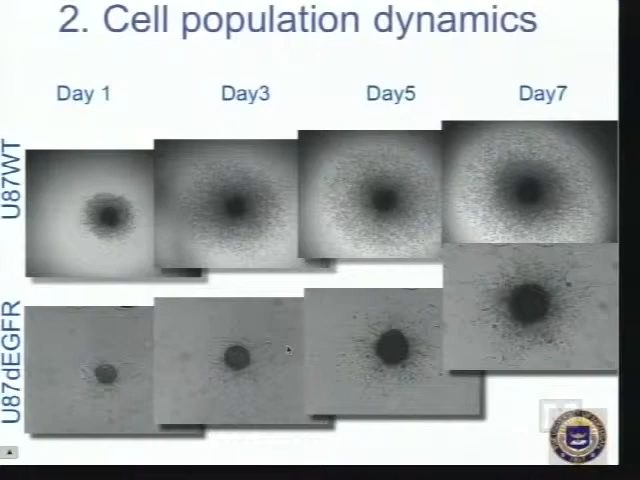 2. Cell population dynamics
Day 1
Day3
Day5
Day7
U87WT
U87dEGFR